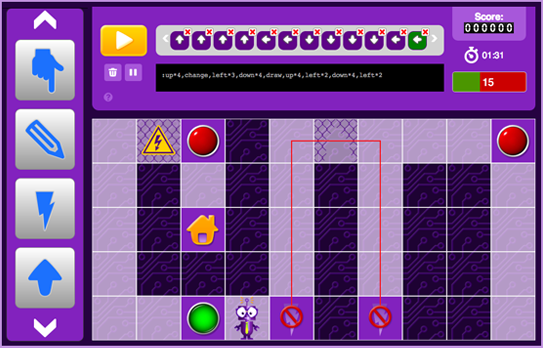 Score:
000000
01:31
:up*4,change,left*3,down*4,draw,up*4,left*2,down*4,left*2
15
?